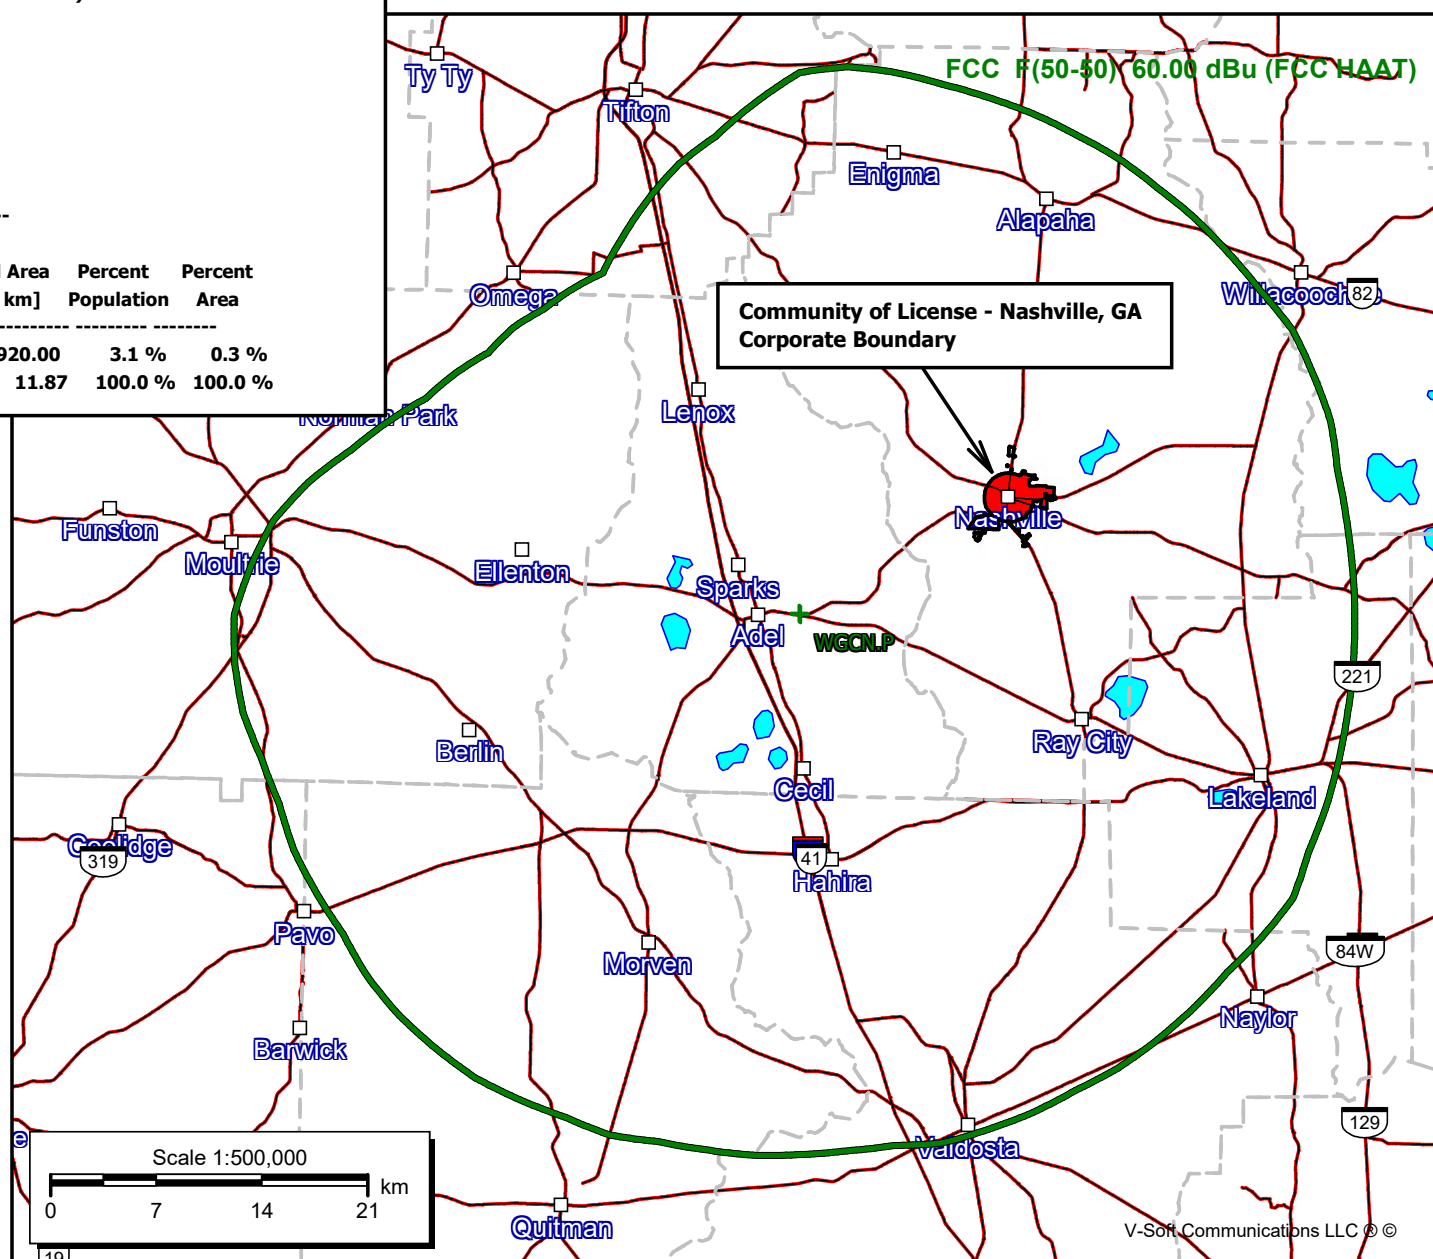 FCC F(50-50) 60.00 dBu (FCC HAAT)
Ty Ty
Tifton
Enigma
Alapaha
Area Percent Percent
km] Population Area
--------- --------- --------
920.00 3.1 % 0.3 %
11.87 100.0 % 100.0 %
Omega
Willacoochee
82
Community of License - Nashville, GA
Corporate Boundary
Norman Park
Lenox
Funston
Moultrie
Ellenton
Nashville
Sparks
Adel
WGCN.P
221
Berlin
Ray City
Cecil
Lakeland
Coolidge
319
41
Hahira
Pavo
Morven
84W
Naylor
Barwick
129
Valdosta
Scale 1:500,000
km
0 7 14 21
Quitman
V-Soft Communications LLC ® ©
19